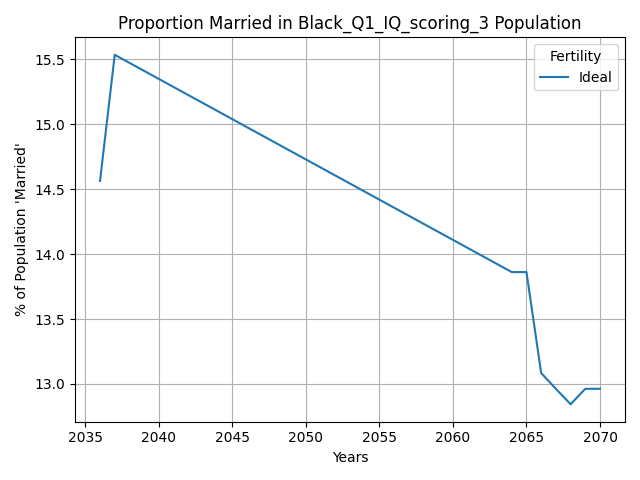 Proportion Married in Black_Q1_IQ_scoring_3 Population
% of Population 'Married'
15.5
15.0
14.5
14.0
13.5
13.0
Fertility
Ideal
2035 2040 2045 2050 2055 2060 2065 2070
Years